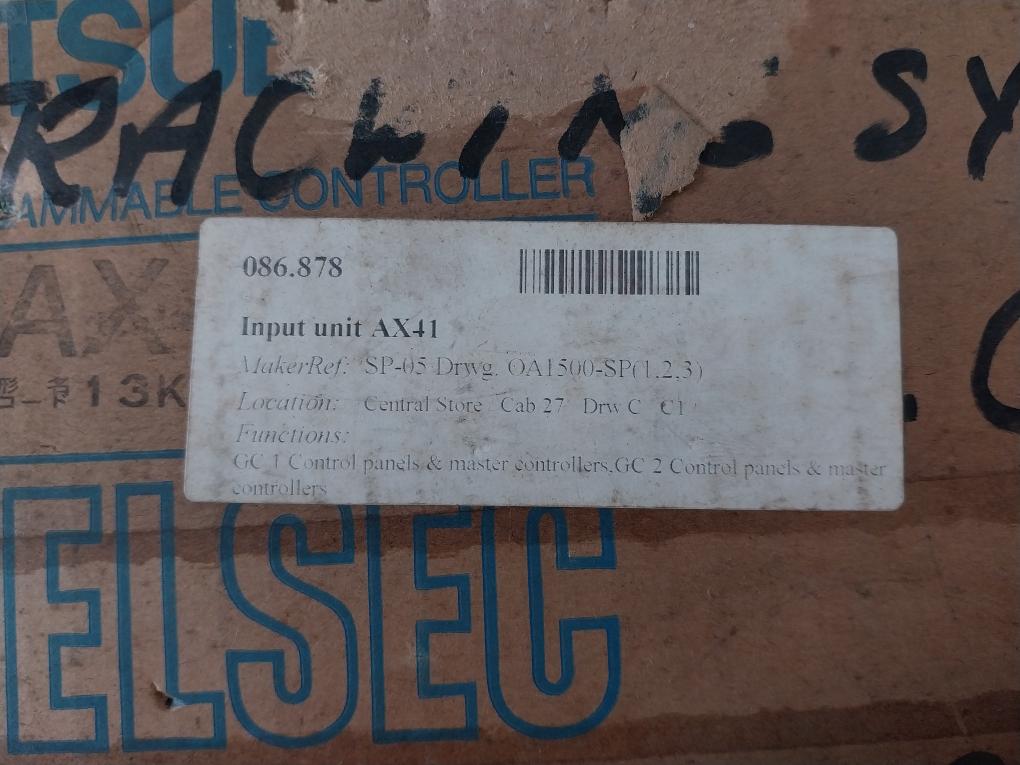 TSU
RACKING SY
AMMABLE CONTROLLER
AX
13K
086.878
Input unit AX41
MakerRef: SP-05 Drwg. OA1500-SP(1,2,3)
Location: Central Store / Cab 27 Drw C C1
Functions:
GC 1 Control panels & master controllers,GC 2 Control panels & master
controllers
ELSEC